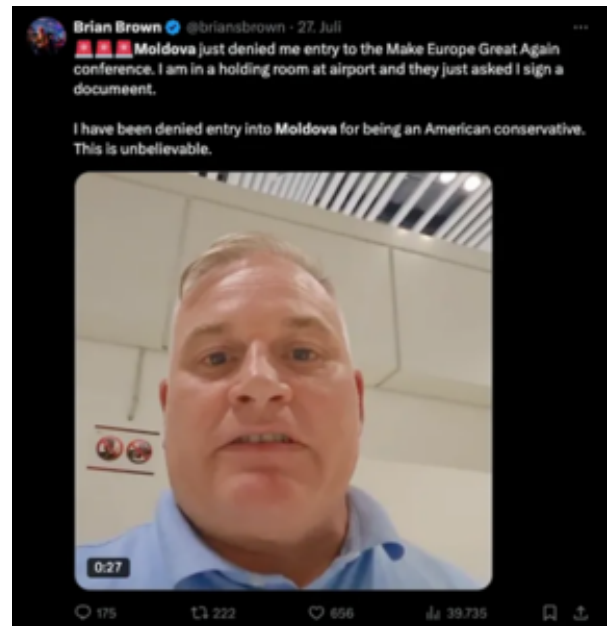 Brian Brown @briansbrown · 27. Juli
Moldova just denied me entry to the Make Europe Great Again
conference. I am in a holding room at airport and they just asked I sign a
documeent.
I have been denied entry into Moldova for being an American conservative.
This is unbelievable.
0:27
175 222 656 39.735